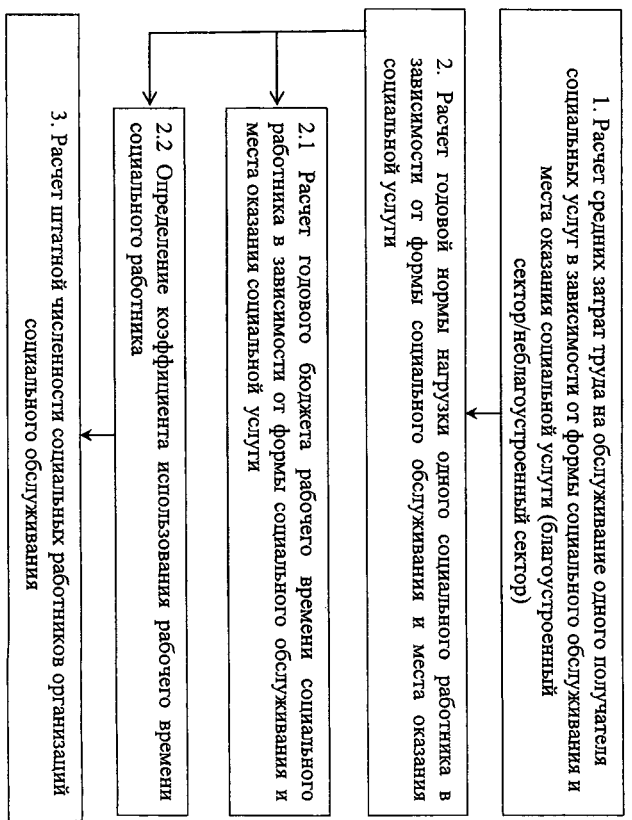 1. Расчет средних затрат труда на обслуживание одного получателя
социальных услуг в зависимости от формы социального обслуживания и
места оказания социальной услуги (благоустроенный
сектор/неблагоустроенный сектор)
2. Расчет годовой нормы нагрузки одного социального работника в
зависимости от формы социального обслуживания и места оказания
социальной услуги
2.1 Расчет годового бюджета рабочего времени социального
работника в зависимости от формы социального обслуживания и
места оказания социальной услуги
2.2 Определение коэффициента использования рабочего времени
социального работника
3. Расчет штатной численности социальных работников организаций
социального обслуживания